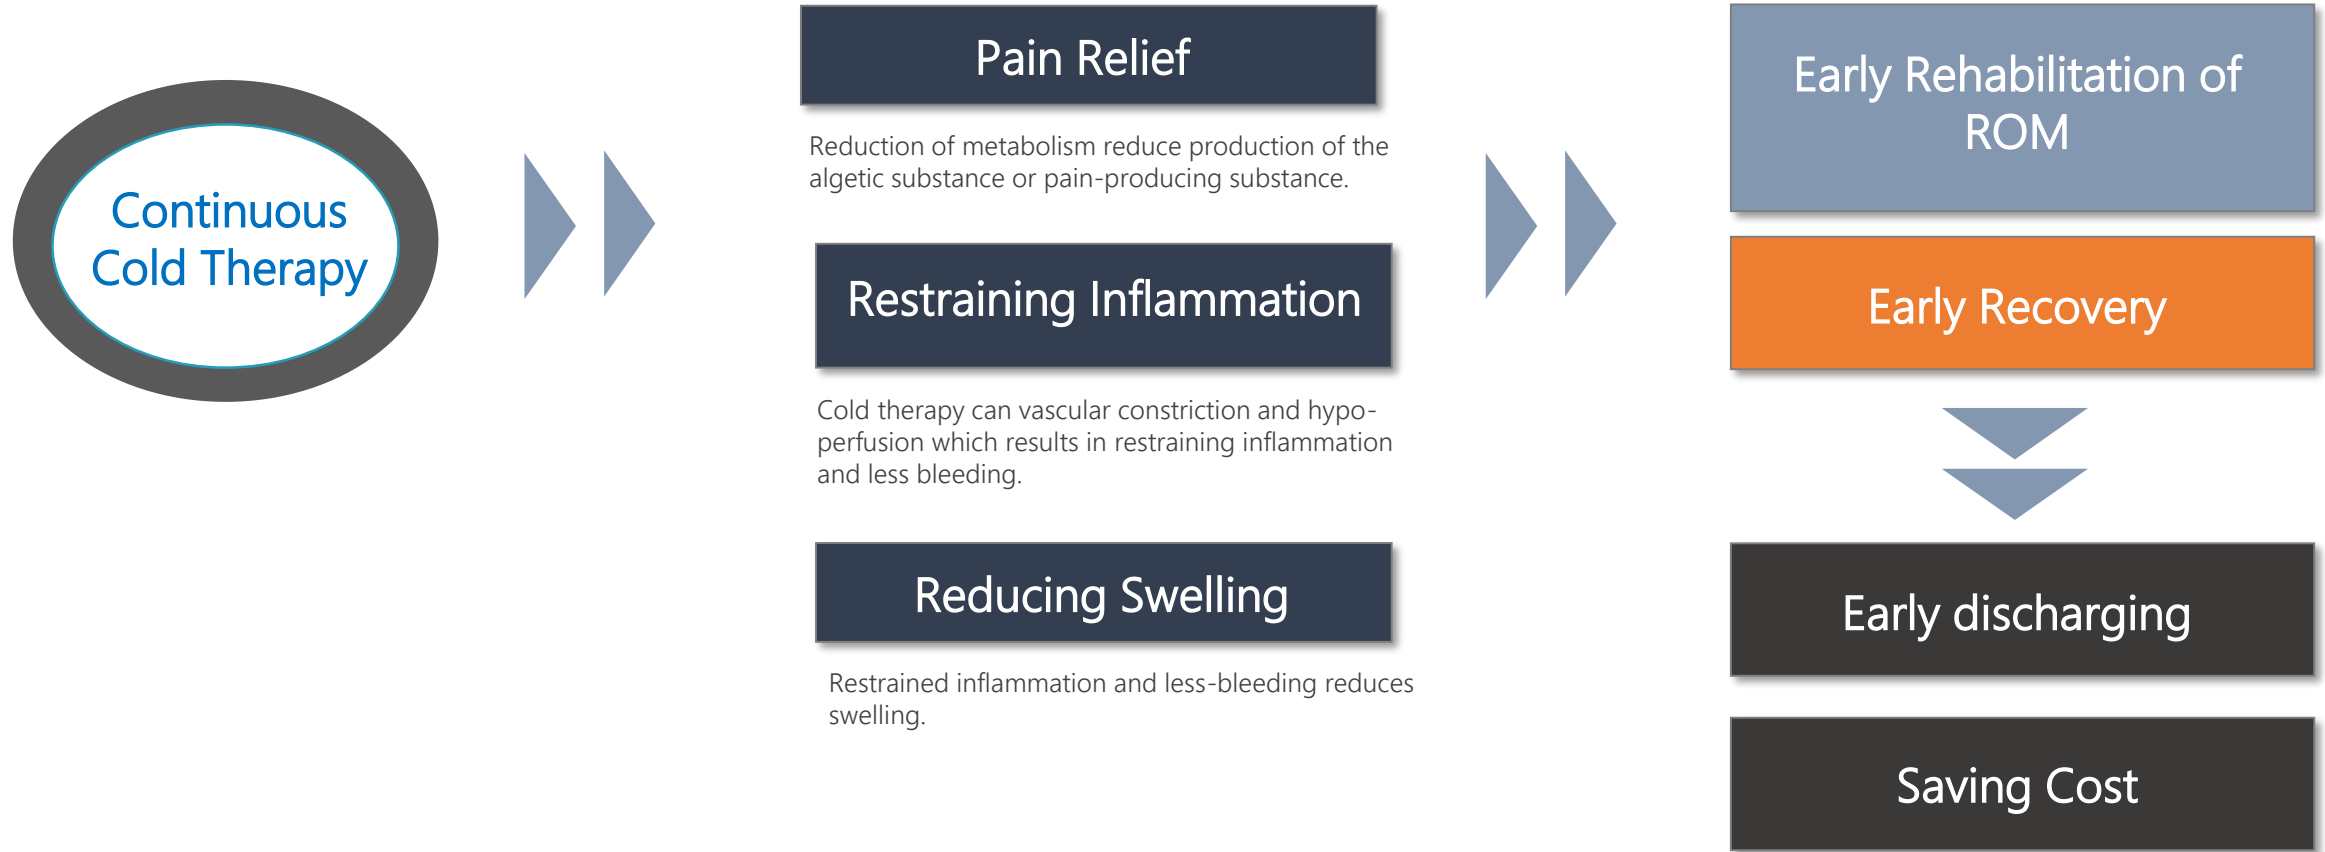 Continuous
Cold Therapy
Pain Relief
Reduction of metabolism reduce production of the
algetic substance or pain-producing substance.
Restraining Inflammation
Cold therapy can vascular constriction and hypo-
perfusion which results in restraining inflammation
and less bleeding.
Reducing Swelling
Restrained inflammation and less-bleeding reduces
swelling.
Early Rehabilitation of
ROM
Early Recovery
Early discharging
Saving Cost